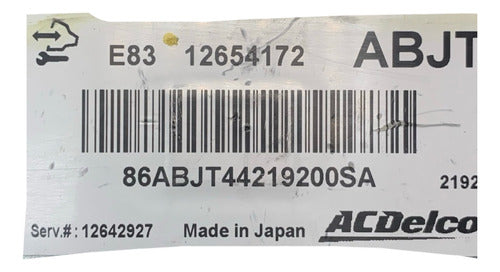 E83 12654172 ABJT
86ABJT44219200SA 2192
Serv.#: 12642927 Made in Japan ACDelco